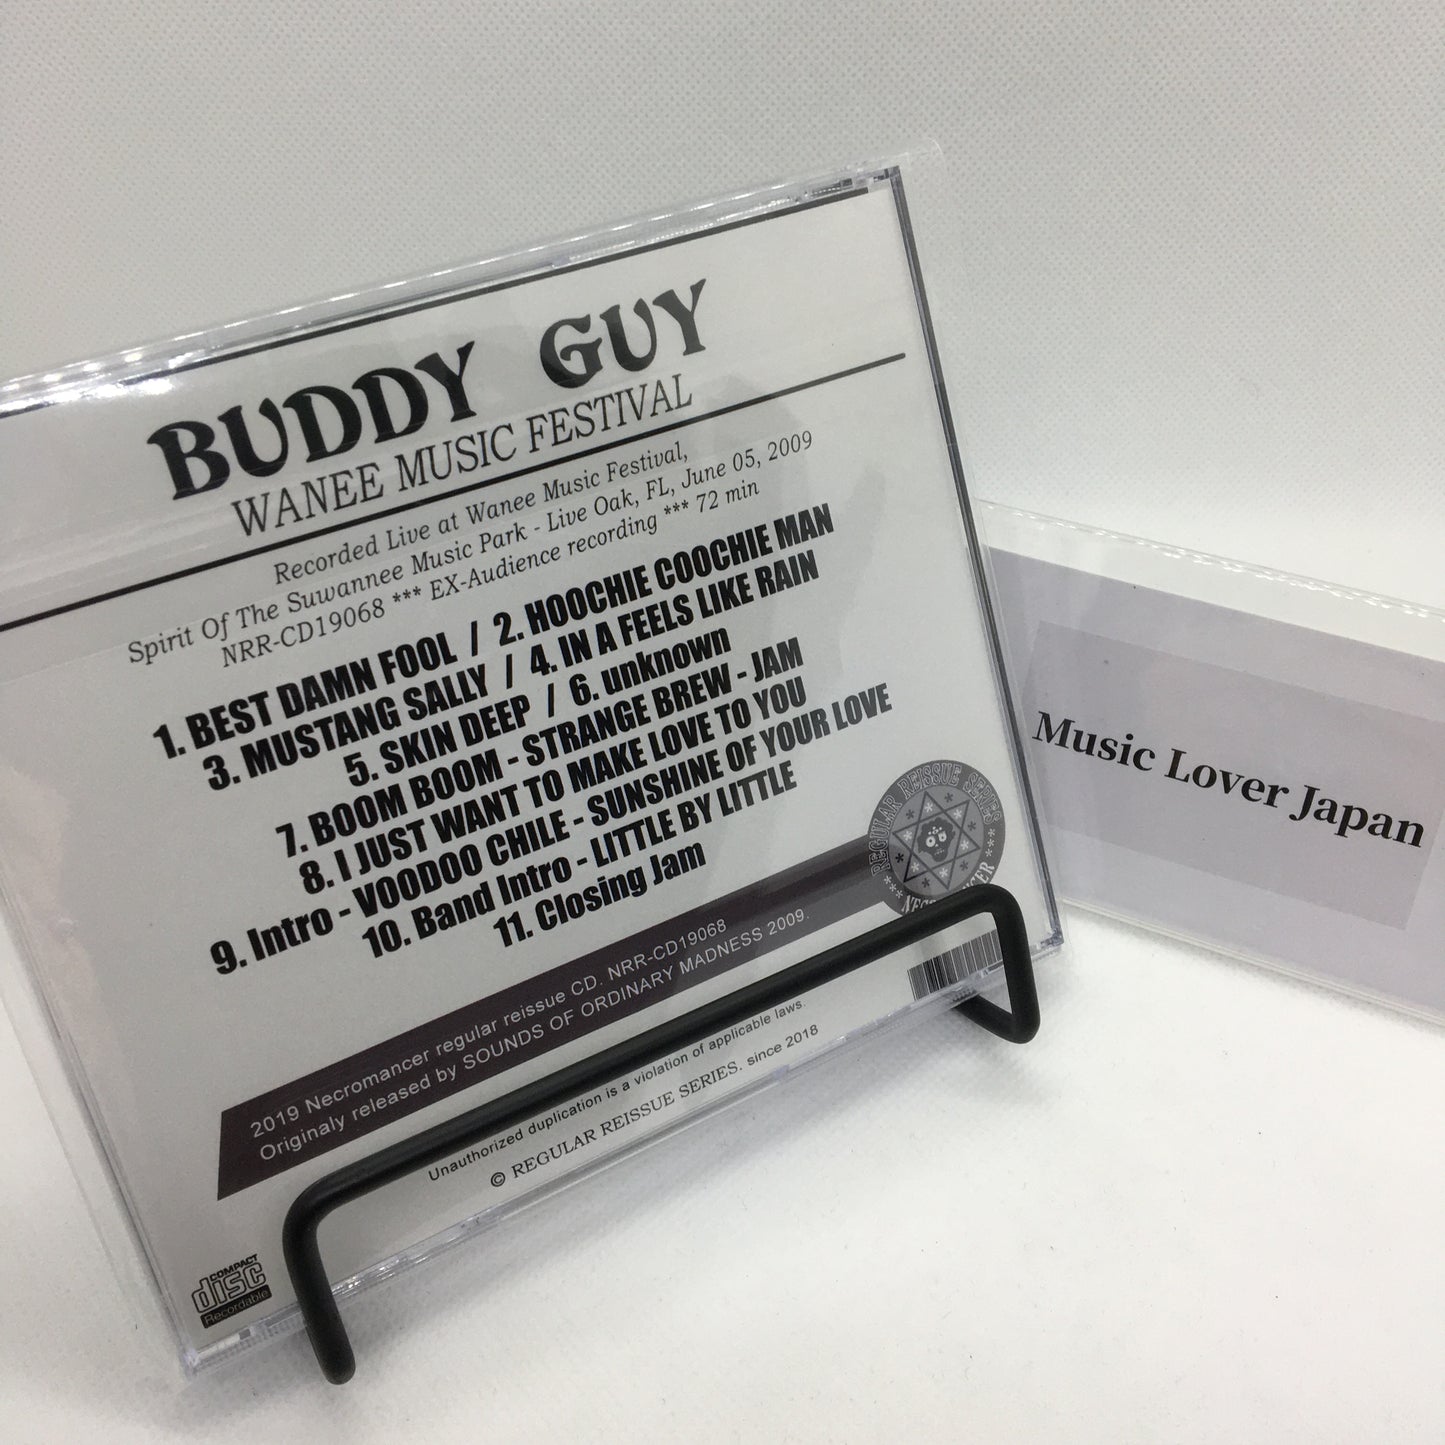 BUDDY GUY
WANEE MUSIC FESTIVAL
Recorded Live at Wanee Music Festival,
Spirit Of The Suwannee Music Park - Live Oak, FL, June 05, 2009
NRR-CD19068 *** EX-Audience recording *** 72 min
1. BEST DAMN FOOL / 2. HOOCHIE COOCHIE MAN
3. MUSTANG SALLY / 4. IN A FEELS LIKE RAIN
5. SKIN DEEP / 6. unknown
7. BOOM BOOM - STRANGE BREW - JAM
8. I JUST WANT TO MAKE LOVE TO YOU
9. Intro - VOODOO CHILE - SUNSHINE OF YOUR LOVE
10. Band Intro - LITTLE BY LITTLE
11. Closing Jam
REGULAR REISSUE SERIES
2019 Necromancer regular reissue CD. NRR-CD19068
Originaly released by SOUNDS OF ORDINARY MADNESS 2009.
Unauthorized duplication is a violation of applicable laws.
© REGULAR REISSUE SERIES. since 2018
COMPACT
disc
Recordable
Music Lover Japan